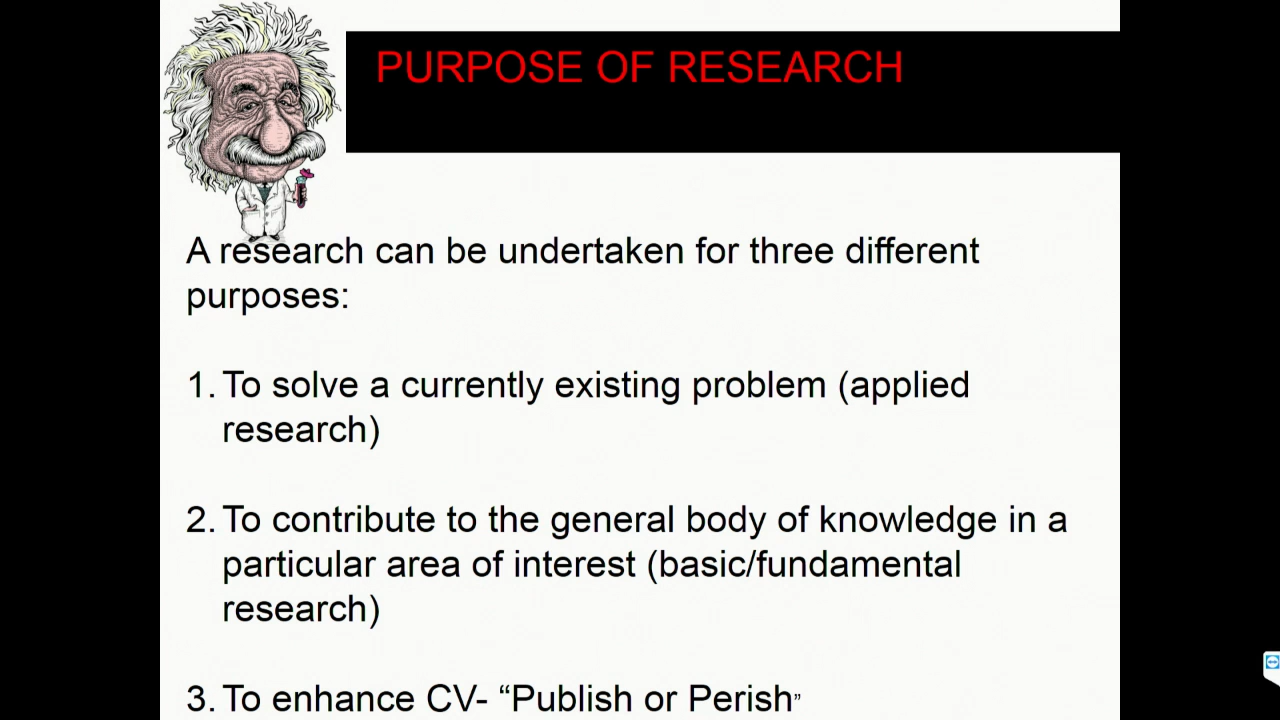 PURPOSE OF RESEARCH
A research can be undertaken for three different
purposes:
1. To solve a currently existing problem (applied
research)
2. To contribute to the general body of knowledge in a
particular area of interest (basic/fundamental
research)
3. To enhance CV- “Publish or Perish”